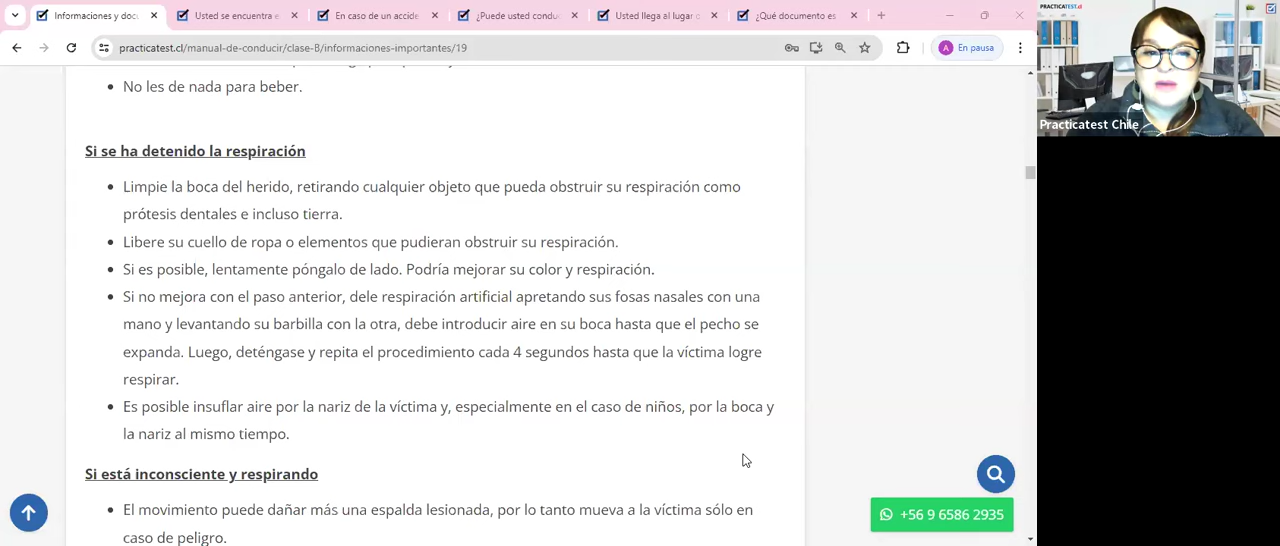 Informaciones y docu
Usted se encuentra e
En caso de un accide
¿Puede usted condu
Usted llega al lugar o
¿Qué documento es
practicatest.cl/manual-de-conducir/clase-B/informaciones-importantes/19
A
En pausa
PRACTICATEST.cl
Practicatest Chile
No les de nada para beber.
Si se ha detenido la respiración
Limpie la boca del herido, retirando cualquier objeto que pueda obstruir su respiración como
prótesis dentales e incluso tierra.
Libere su cuello de ropa o elementos que pudieran obstruir su respiración.
Si es posible, lentamente póngalo de lado. Podría mejorar su color y respiración.
Si no mejora con el paso anterior, dele respiración artificial apretando sus fosas nasales con una
mano y levantando su barbilla con la otra, debe introducir aire en su boca hasta que el pecho se
expanda. Luego, deténgase y repita el procedimiento cada 4 segundos hasta que la víctima logre
respirar.
Es posible insuflar aire por la nariz de la víctima y, especialmente en el caso de niños, por la boca y
la nariz al mismo tiempo.
Si está inconsciente y respirando
El movimiento puede dañar más una espalda lesionada, por lo tanto mueva a la víctima sólo en
caso de peligro.
+56 9 6586 2935